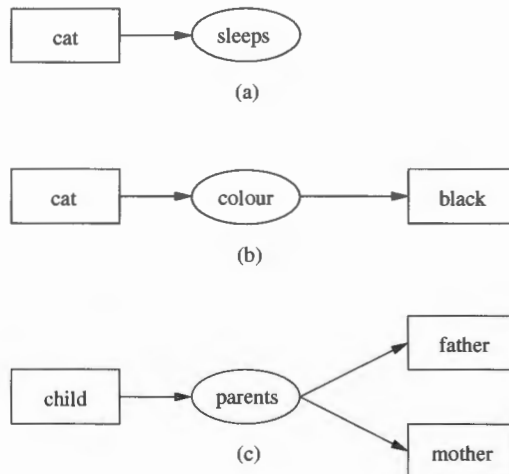 cat sleeps
(a)
cat colour black
(b)
father
child parents
mother
(c)